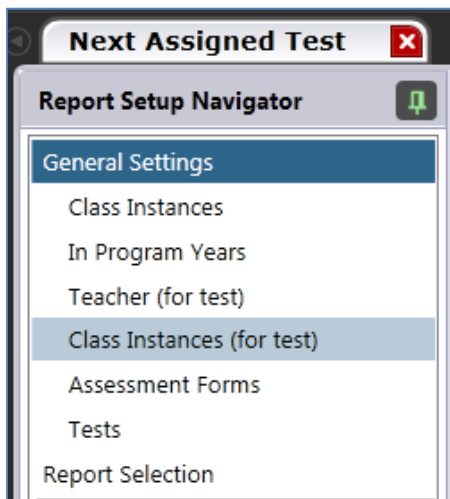 Next Assigned Test
Report Setup Navigator
General Settings
Class Instances
In Program Years
Teacher (for test)
Class Instances (for test)
Assessment Forms
Tests
Report Selection